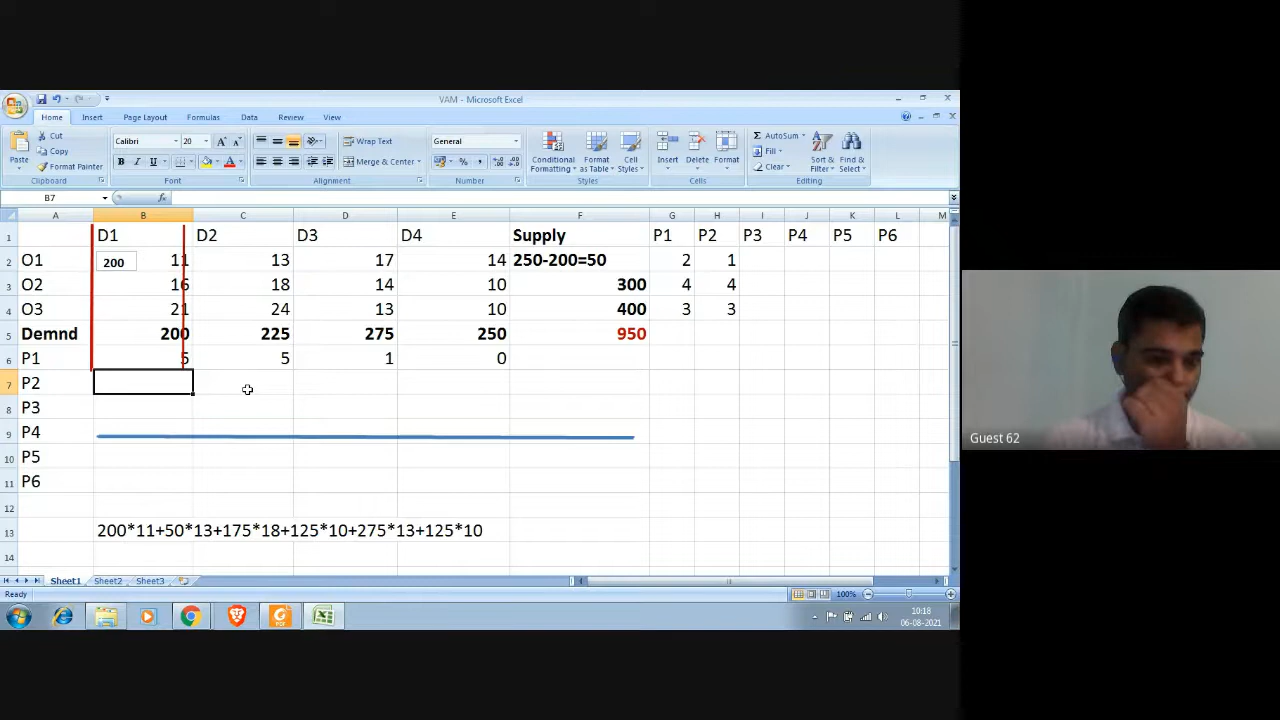 VAM - Microsoft Excel
Home Insert Page Layout Formulas Data Review View
Cut
Copy
Format Painter
Paste
Clipboard
Calibri 20
Font
Wrap Text
Merge & Center
Alignment
General
Number
Conditional Formatting
Format as Table
Cell Styles
Styles
Insert Delete Format
Cells
AutoSum
Fill
Clear
Sort & Filter
Find & Select
Editing
B7
A B C D E F G H I J K L M
1 D1 D2 D3 D4 Supply P1 P2 P3 P4 P5 P6
2 O1 200 11 13 17 14 250-200=50 2 1
3 O2 16 18 14 10 300 4 4
4 O3 21 24 13 10 400 3 3
5 Demnd 200 225 275 250 950
6 P1 5 5 1 0
7 P2
8 P3
9 P4
10 P5
11 P6
12
13 200*11+50*13+175*18+125*10+275*13+125*10
14
Sheet1 Sheet2 Sheet3
Ready 100%
10:18
06-08-2021
Guest 62